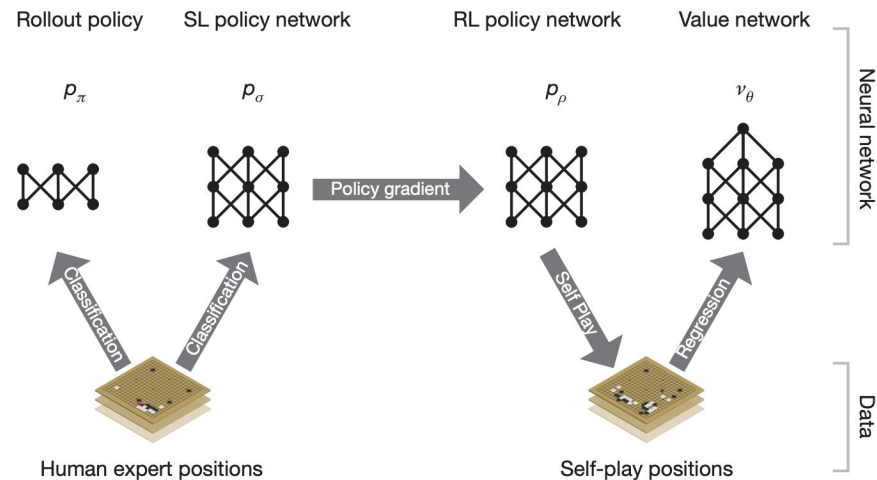 Rollout policy
SL policy network
RL policy network
Value network
pπ
pσ
pρ
νθ
Neural network
Policy gradient
Classification
Classification
Self Play
Regression
Data
Human expert positions
Self-play positions